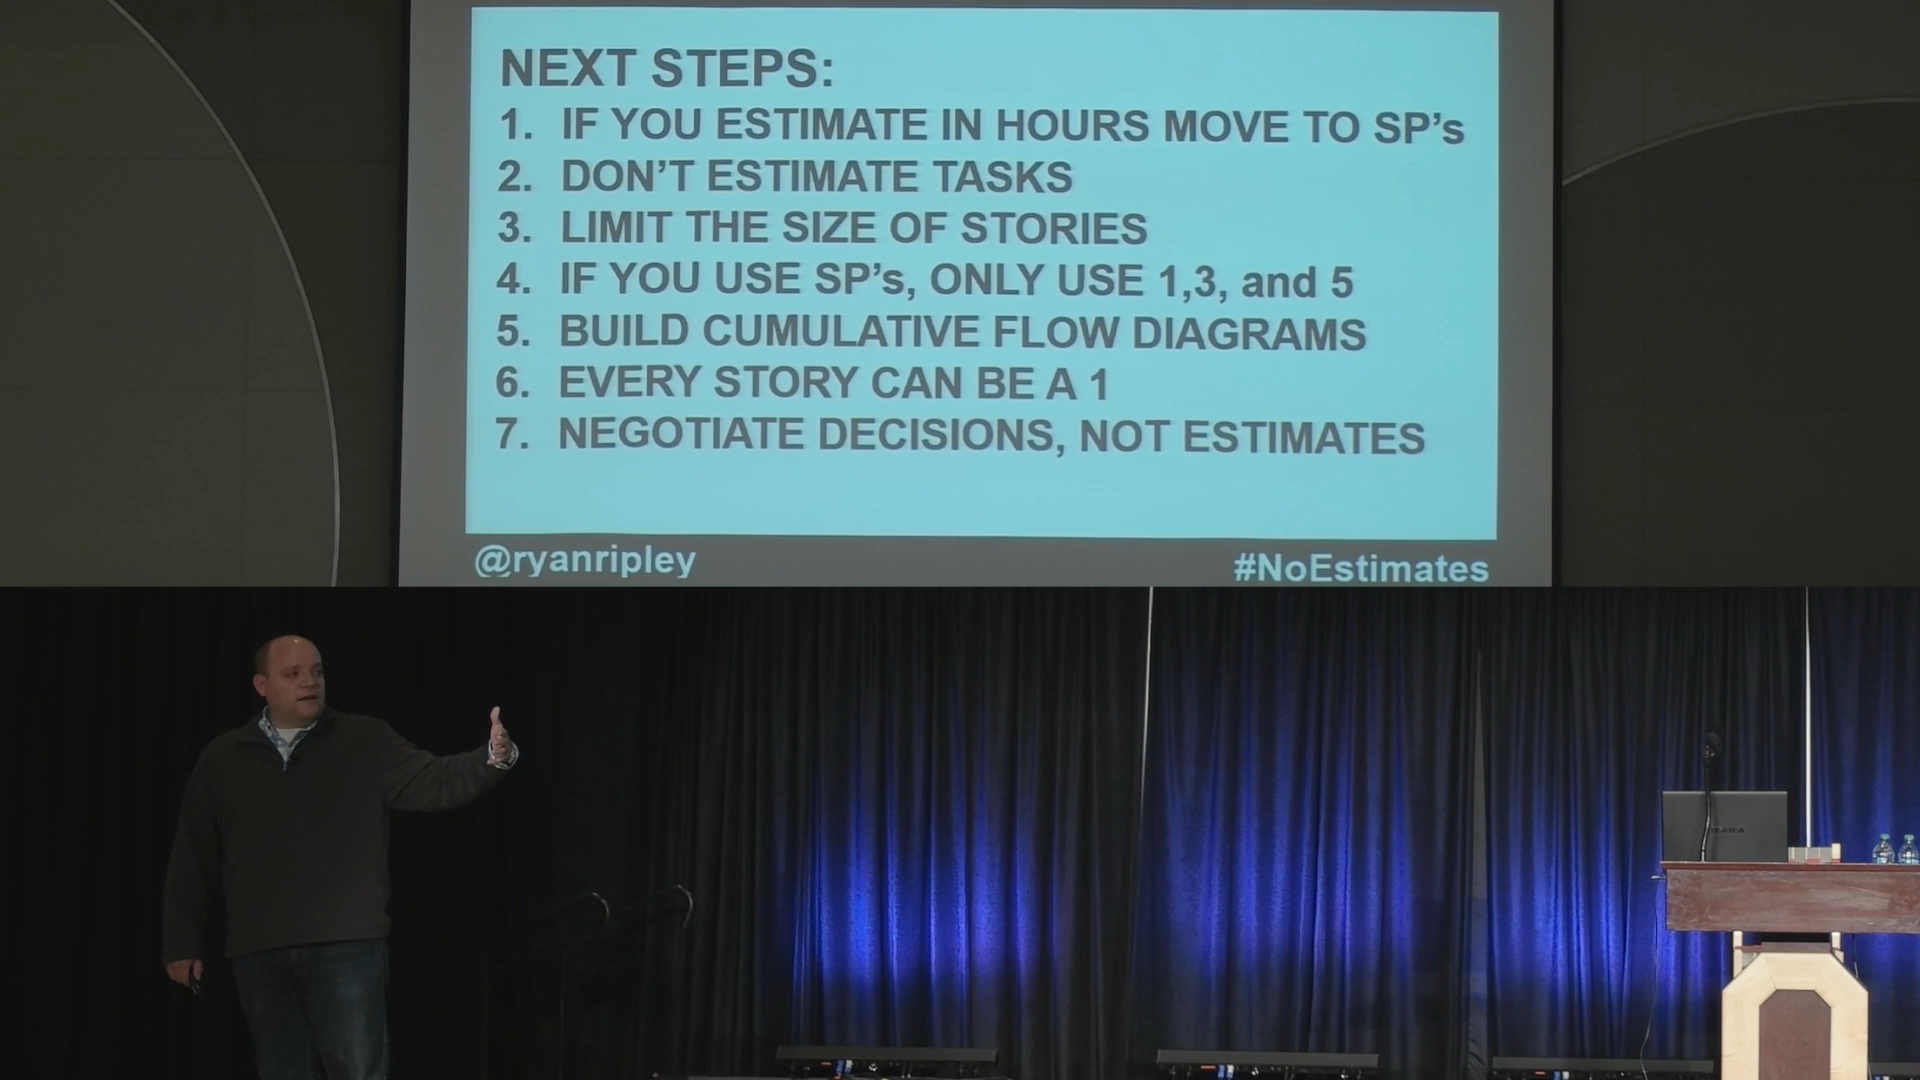 NEXT STEPS:
1. IF YOU ESTIMATE IN HOURS MOVE TO SP's
2. DON'T ESTIMATE TASKS
3. LIMIT THE SIZE OF STORIES
4. IF YOU USE SP's, ONLY USE 1,3, and 5
5. BUILD CUMULATIVE FLOW DIAGRAMS
6. EVERY STORY CAN BE A 1
7. NEGOTIATE DECISIONS, NOT ESTIMATES
@ryanripley
#NoEstimates